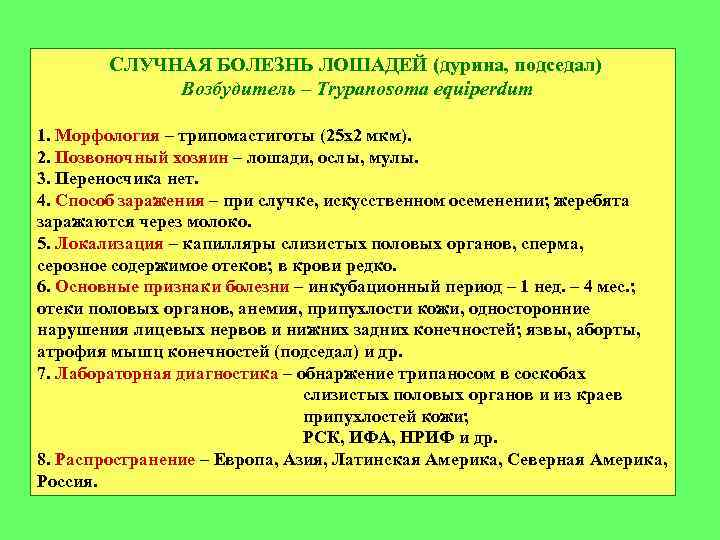 СЛУЧНАЯ БОЛЕЗНЬ ЛОШАДЕЙ (дурина, подседал)
Возбудитель – Trypanosoma equiperdum
1. Морфология – трипомастиготы (25х2 мкм).
2. Позвоночный хозяин – лошади, ослы, мулы.
3. Переносчика нет.
4. Способ заражения – при случке, искусственном осеменении; жеребята
заражаются через молоко.
5. Локализация – капилляры слизистых половых органов, сперма,
серозное содержимое отеков; в крови редко.
6. Основные признаки болезни – инкубационный период – 1 нед. – 4 мес. ;
отеки половых органов, анемия, припухлости кожи, односторонние
нарушения лицевых нервов и нижних задних конечностей; язвы, аборты,
атрофия мышц конечностей (подседал) и др.
7. Лабораторная диагностика – обнаржение трипаносом в соскобах
слизистых половых органов и из краев
припухлостей кожи;
РСК, ИФА, НРИФ и др.
8. Распространение – Европа, Азия, Латинская Америка, Северная Америка,
Россия.